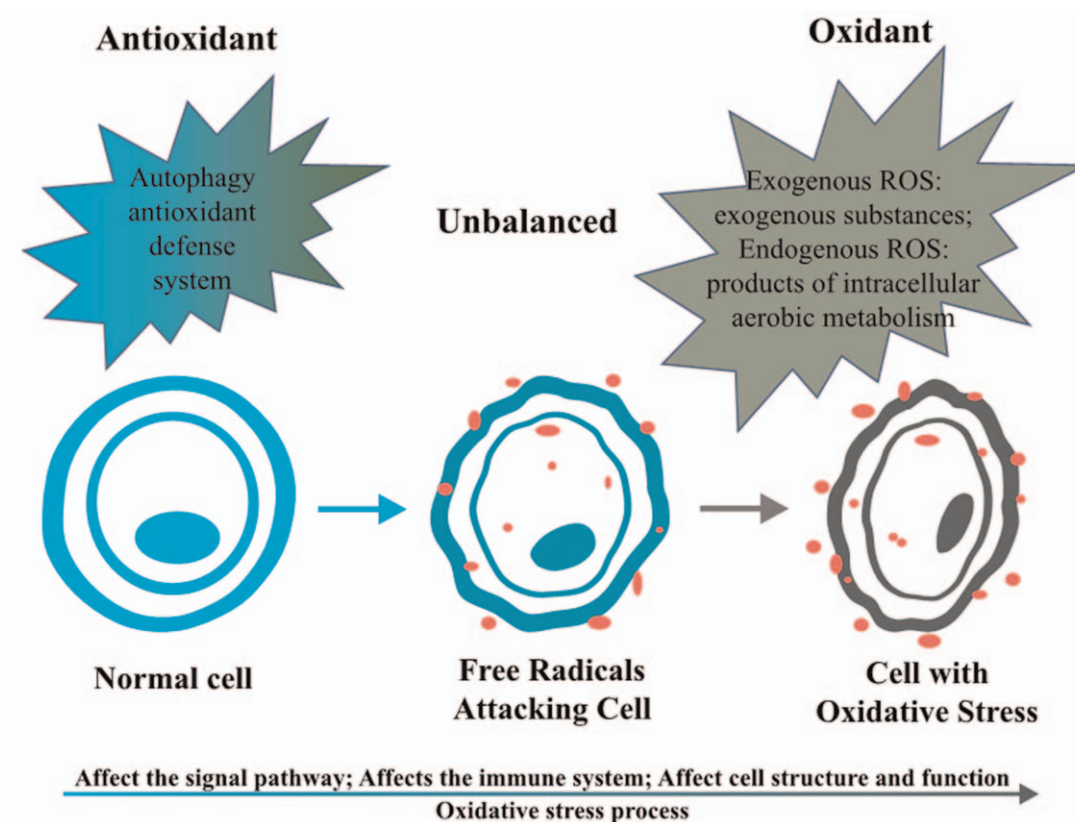 Antioxidant
Oxidant
Autophagy
antioxidant
defense
system
Unbalanced
Exogenous ROS:
exogenous substances;
Endogenous ROS:
products of intracellular
aerobic metabolism
Normal cell
Free Radicals
Attacking Cell
Cell with
Oxidative Stress
Affect the signal pathway; Affects the immune system; Affect cell structure and function
Oxidative stress process